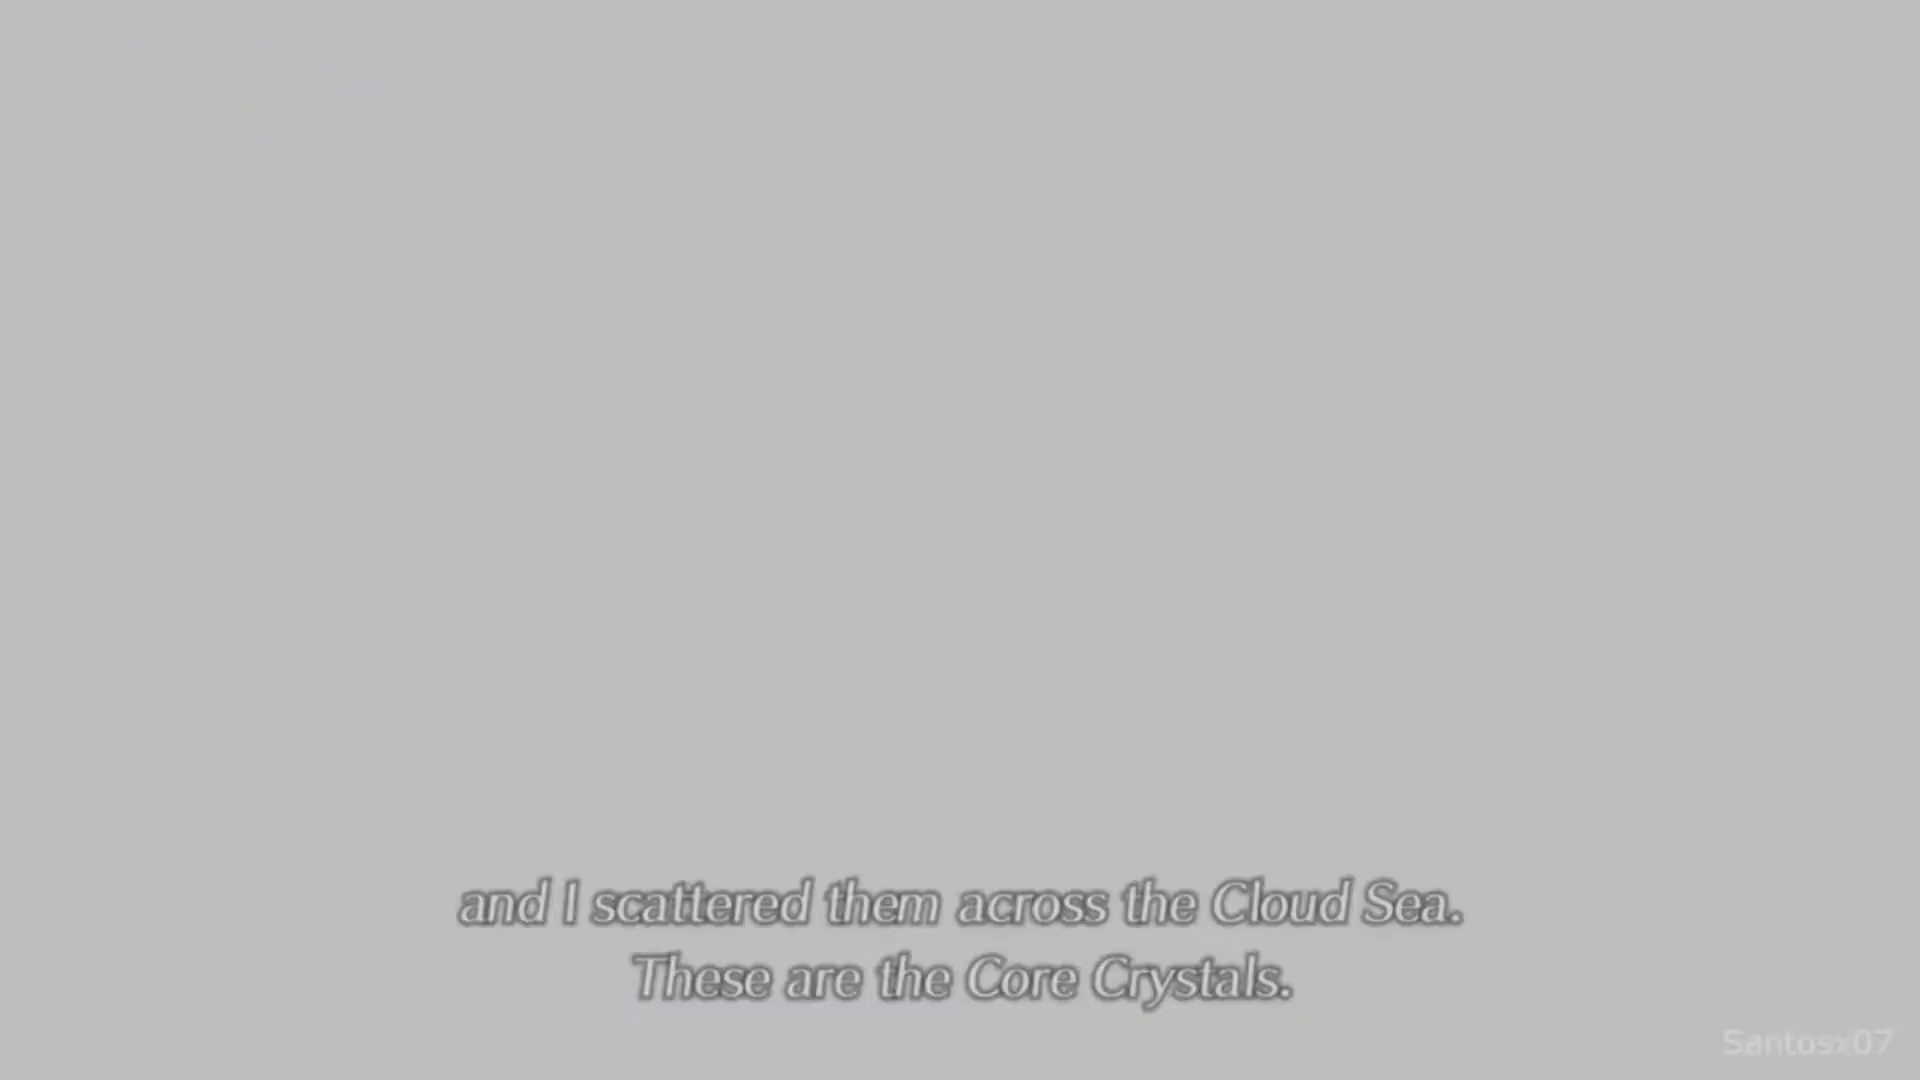 and I scattered them across the Cloud Sea.
These are the Core Crystals.
Santosx07